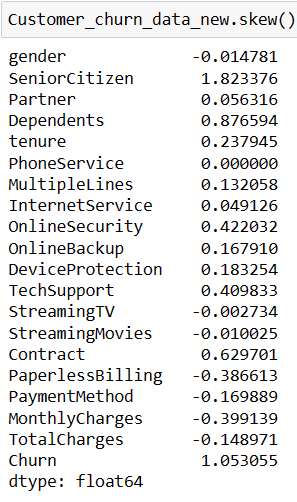 Customer_churn_data_new.skew()
gender -0.014781
SeniorCitizen 1.823376
Partner 0.056316
Dependents 0.876594
tenure 0.237945
PhoneService 0.000000
MultipleLines 0.132058
InternetService 0.049126
OnlineSecurity 0.422032
OnlineBackup 0.167910
DeviceProtection 0.183254
TechSupport 0.409833
StreamingTV -0.002734
StreamingMovies -0.010025
Contract 0.629701
PaperlessBilling -0.386613
PaymentMethod -0.169889
MonthlyCharges -0.399139
TotalCharges -0.148971
Churn 1.053055
dtype: float64